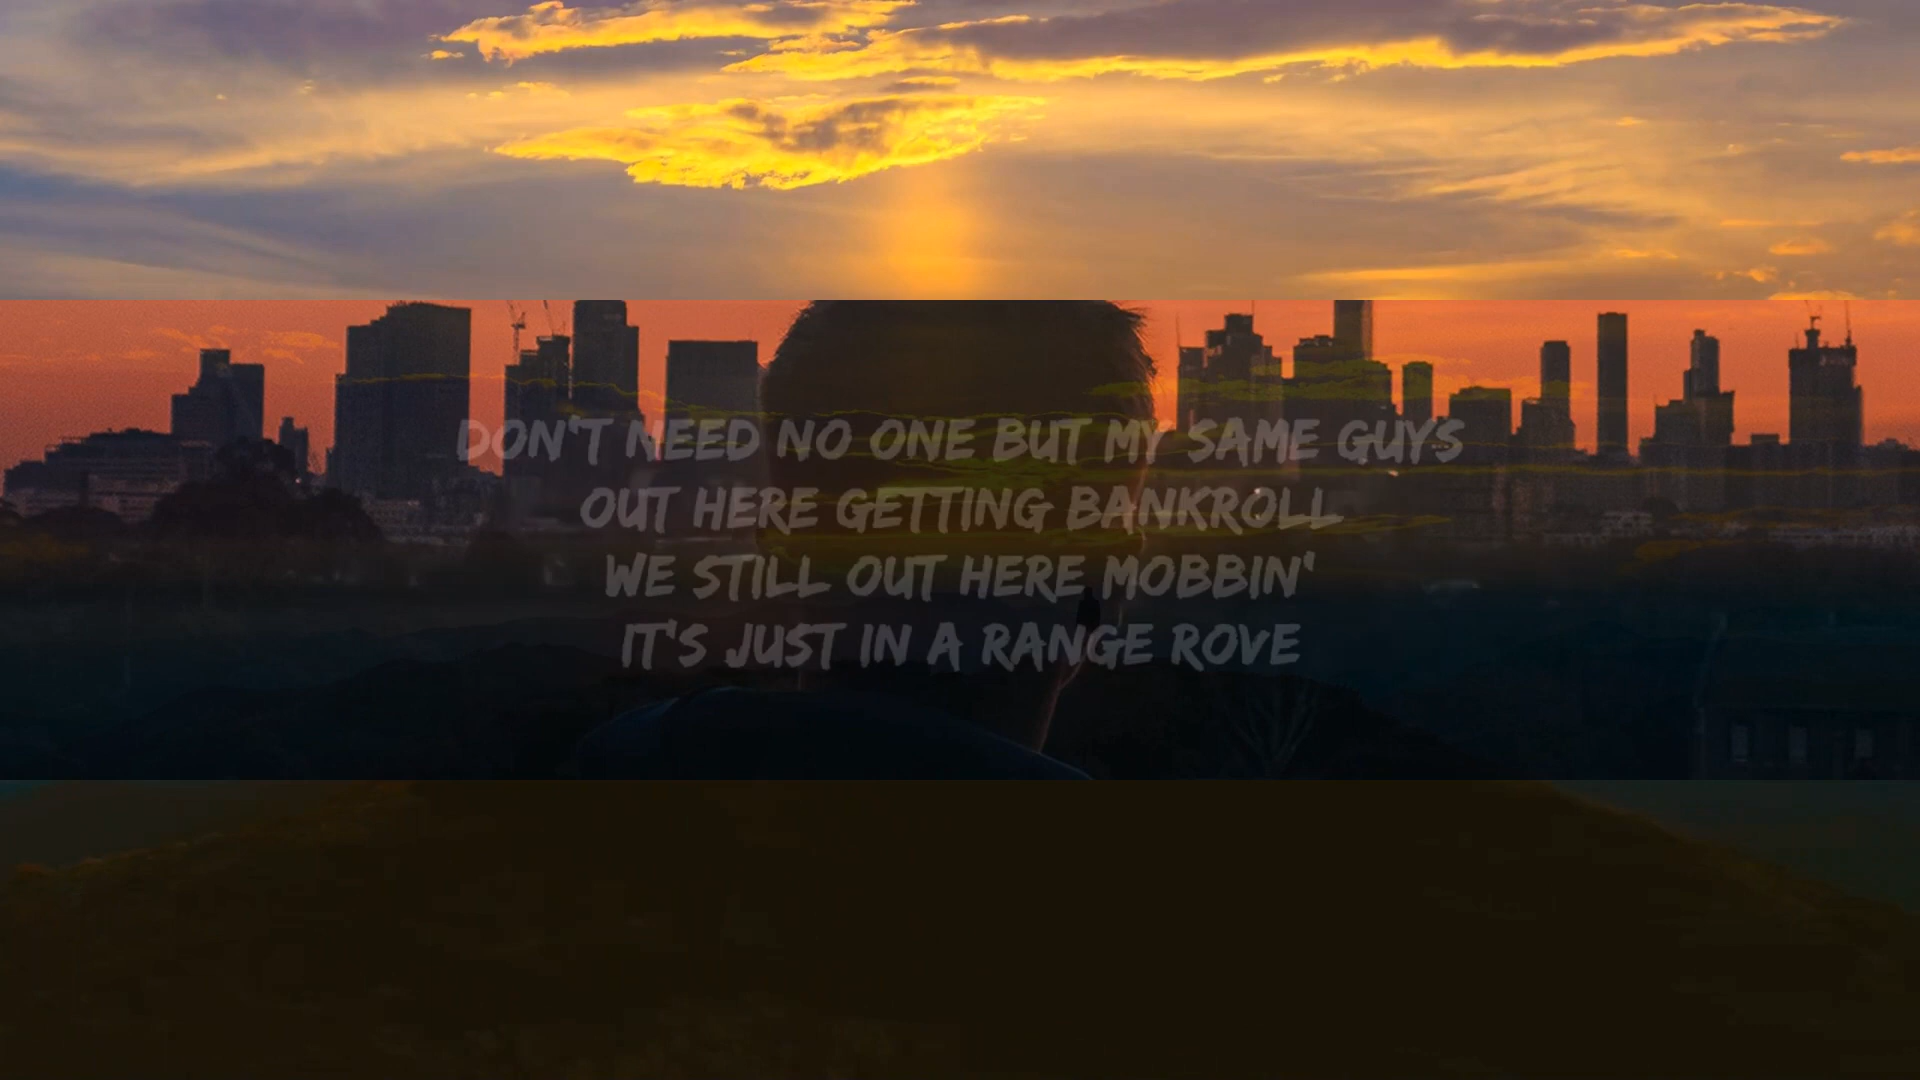 DON'T NEED NO ONE BUT MY SAME GUYS
OUT HERE GETTING BANKROLL
WE STILL OUT HERE MOBBIN'
IT'S JUST IN A RANGE ROVE